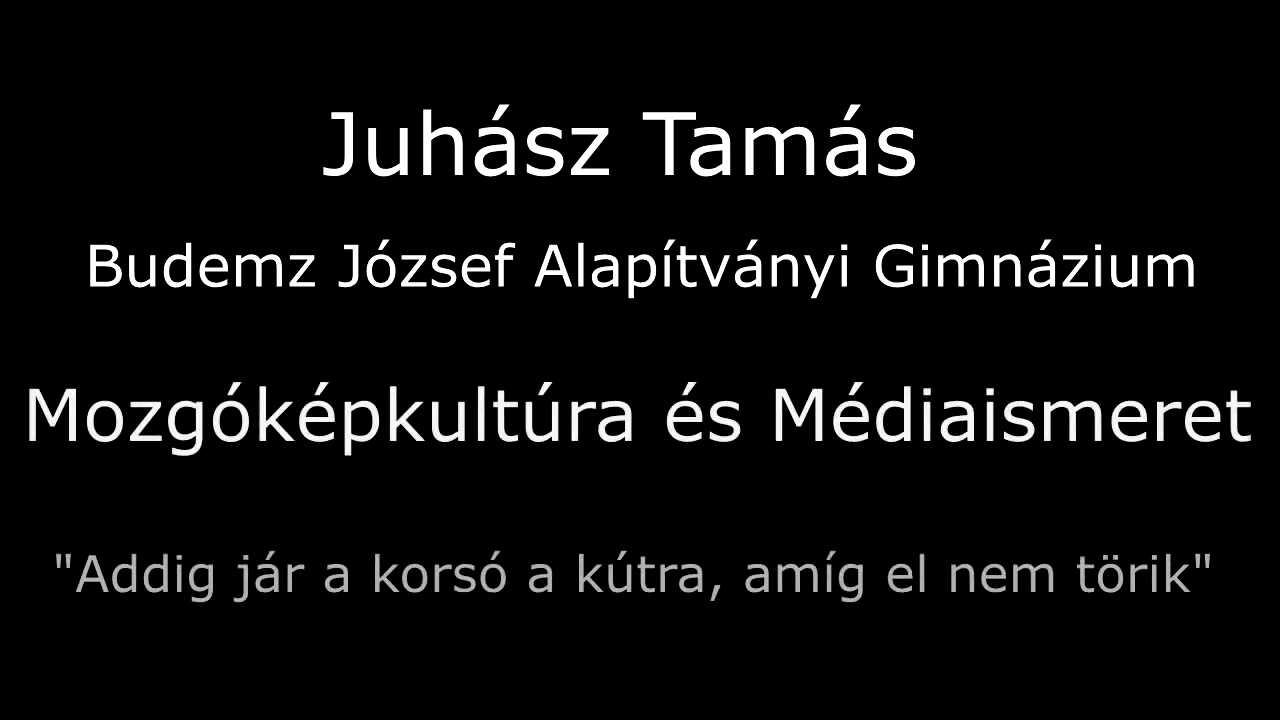 Juhász Tamás
Budemz József Alapítványi Gimnázium
Mozgóképkultúra és Médiaismeret
"Addig jár a korsó a kútra, amíg el nem törik"